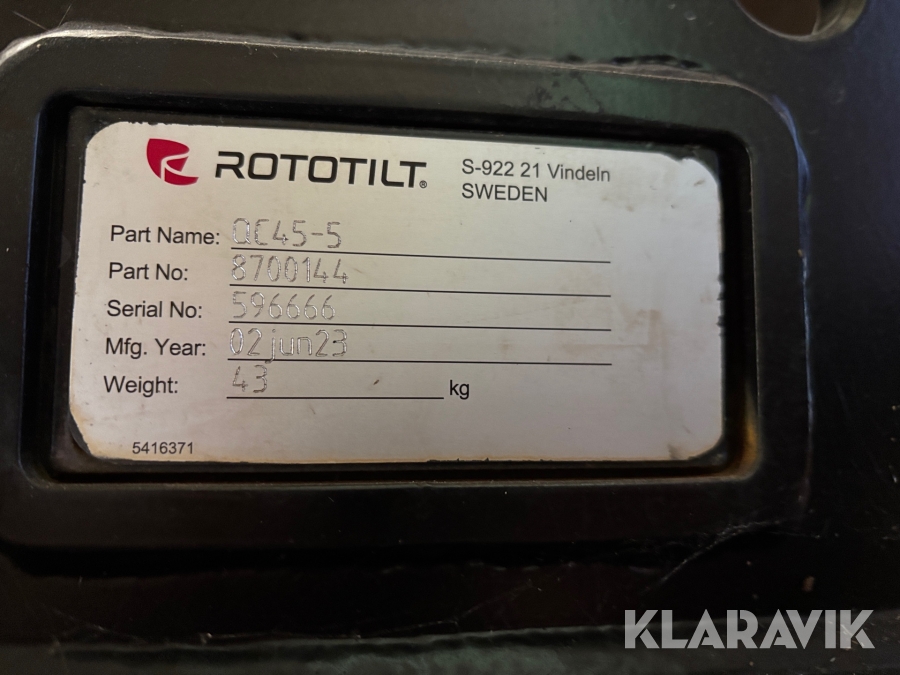 ROTOTILT®
S-922 21 Vindeln
SWEDEN
Part Name: QC45-5
Part No: 8700144
Serial No: 596666
Mfg. Year: 02jun23
Weight: 43 kg
5416371
KLARAVIK